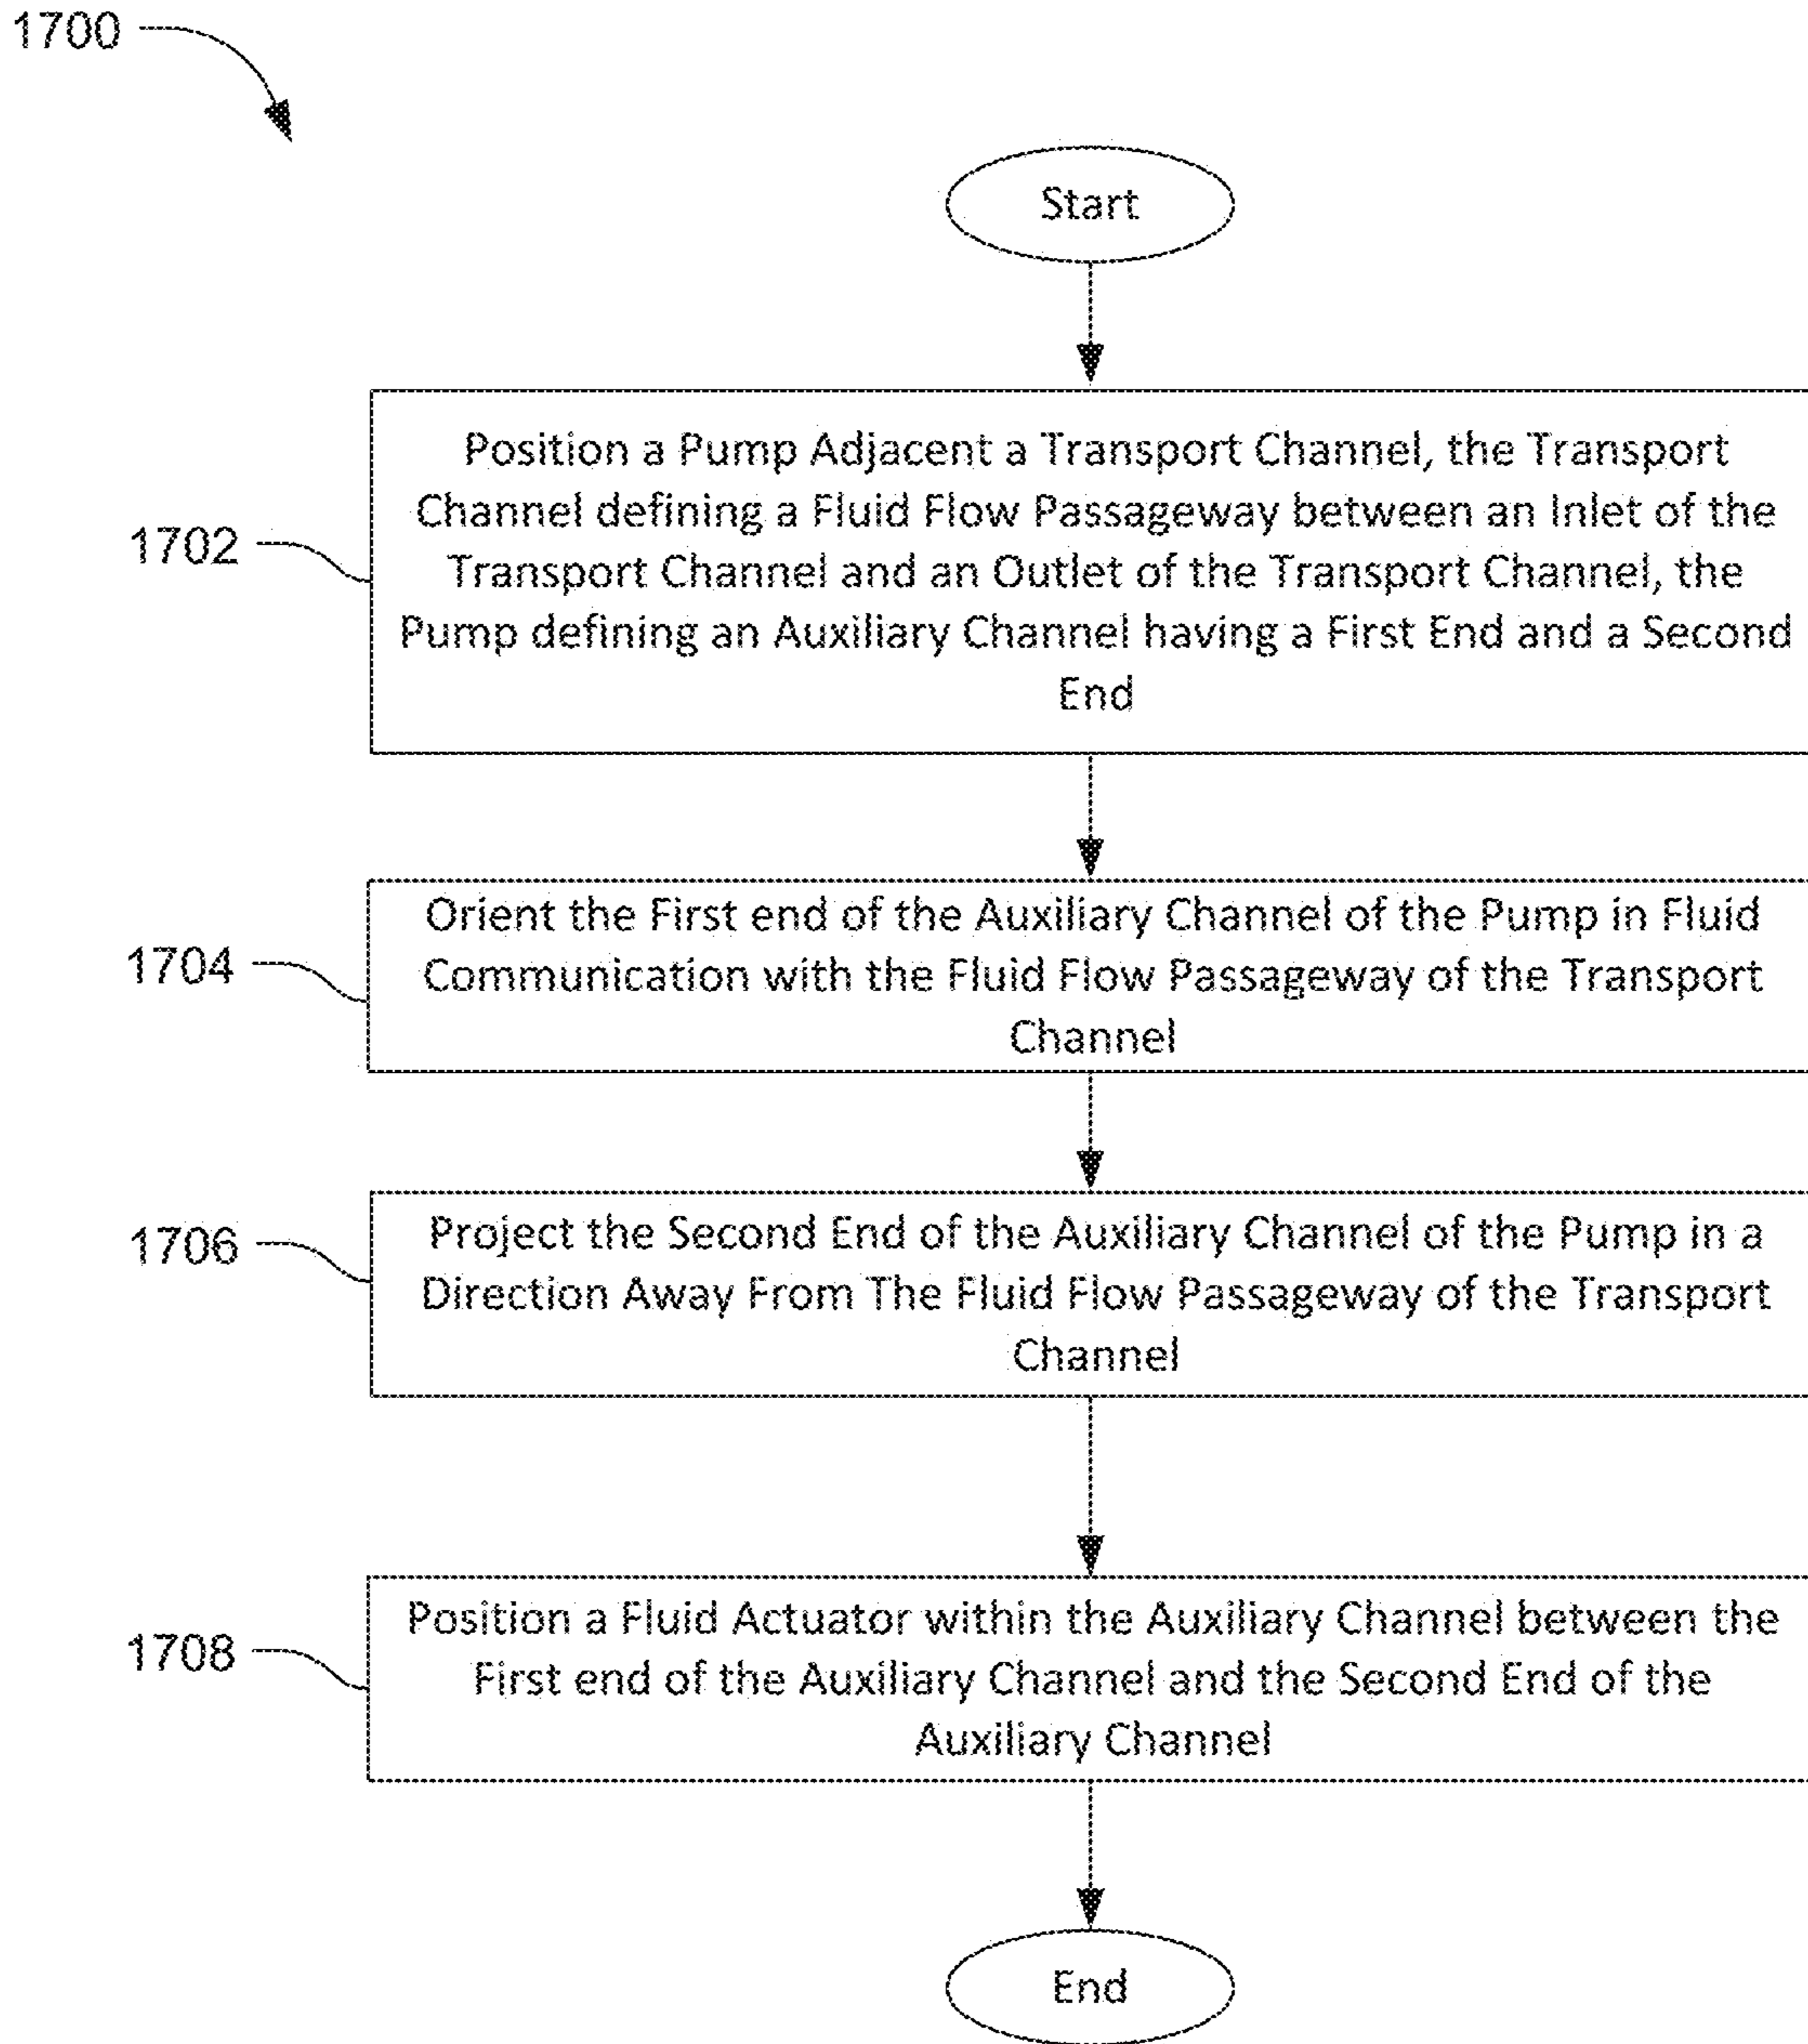 1700
Start
1702
Position a Pump Adjacent a Transport Channel, the Transport
Channel defining a Fluid Flow Passageway between an Inlet of the
Transport Channel and an Outlet of the Transport Channel, the
Pump defining an Auxiliary Channel having a First End and a Second
End
1704
Orient the First end of the Auxiliary Channel of the Pump in Fluid
Communication with the Fluid Flow Passageway of the Transport
Channel
1706
Project the Second End of the Auxiliary Channel of the Pump in a
Direction Away From The Fluid Flow Passageway of the Transport
Channel
1708
Position a Fluid Actuator within the Auxiliary Channel between the
First end of the Auxiliary Channel and the Second End of the
Auxiliary Channel
End